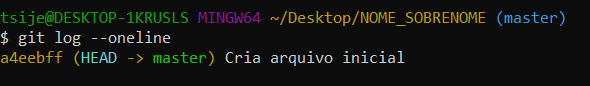 tsije@DESKTOP-1KRUSLS MINGW64 ~/Desktop/NOME_SOBRENOME (master)
$ git log --oneline
a4eebff (HEAD -> master) Cria arquivo inicial